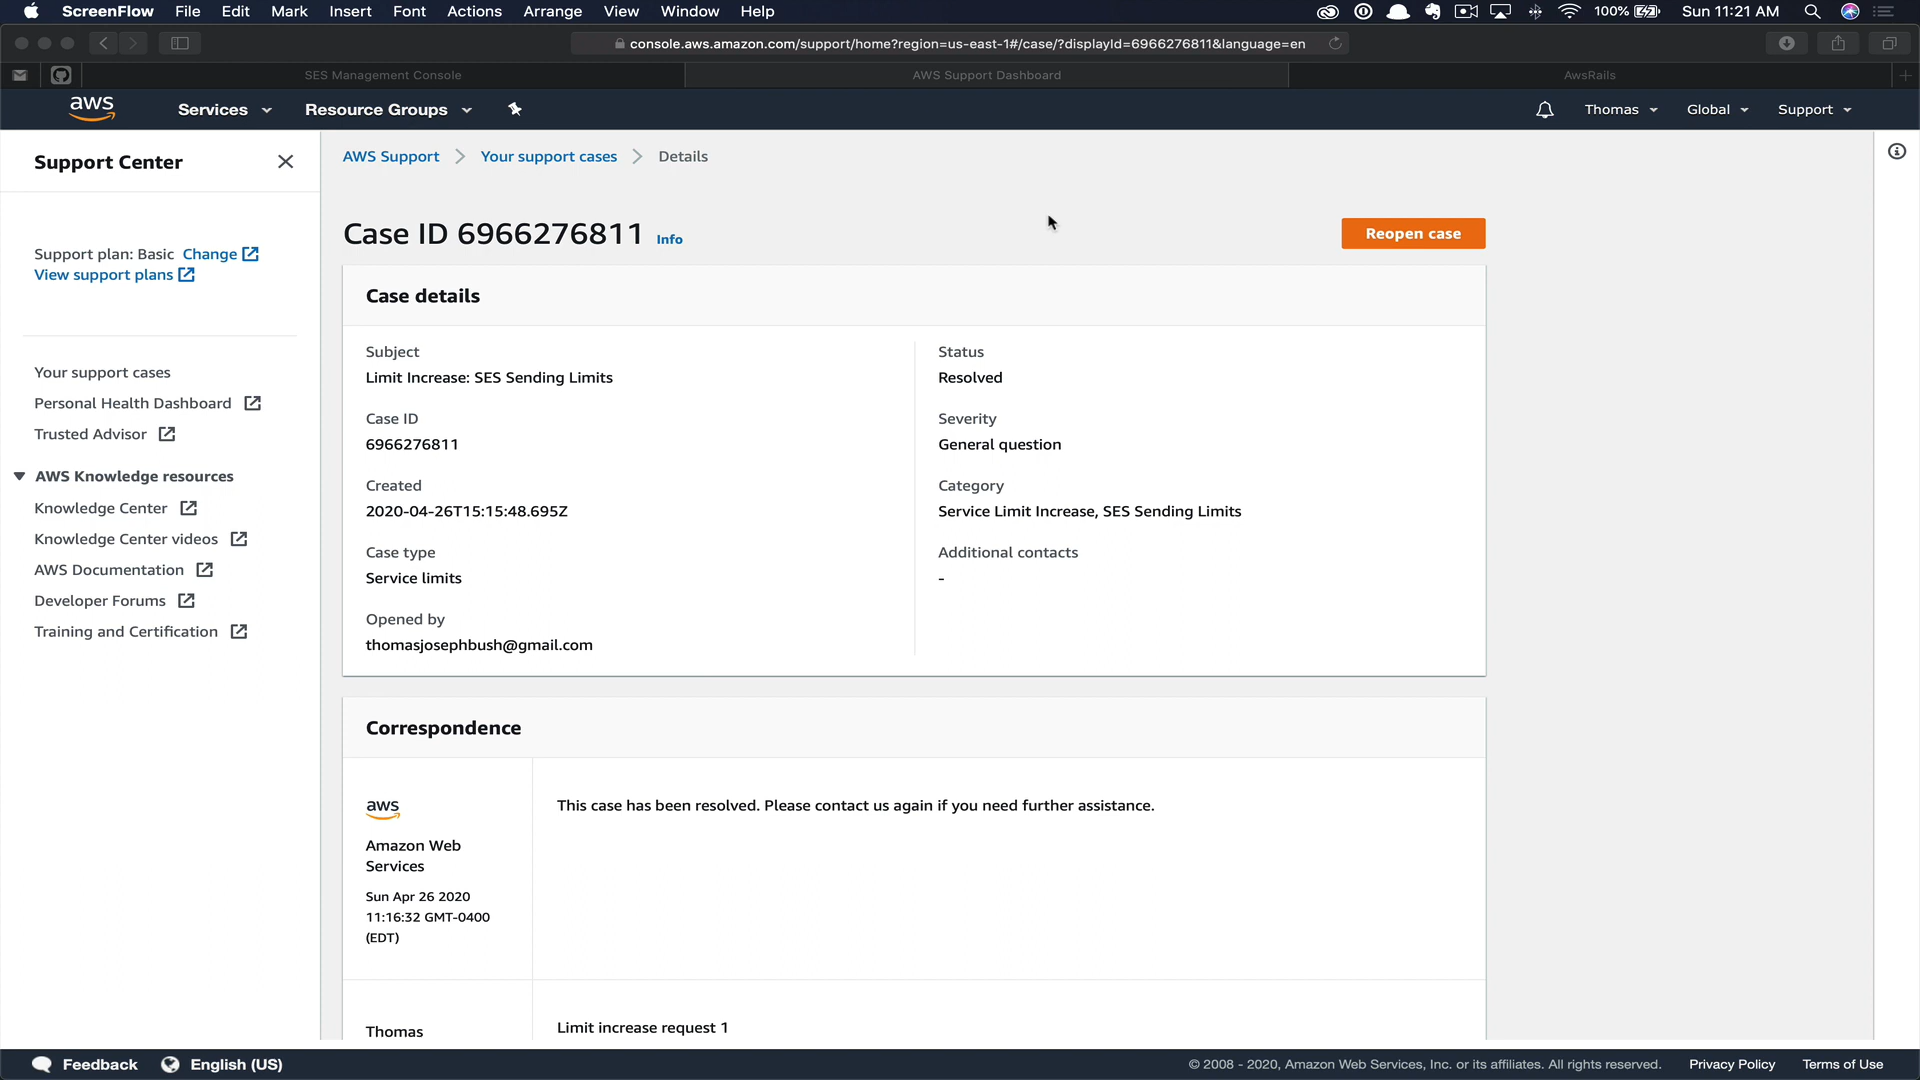 ScreenFlow File Edit Mark Insert Font Actions Arrange View Window Help 100% Sun 11:21 AM
console.aws.amazon.com/support/home?region=us-east-1#/case/?displayId=6966276811&language=en
SES Management Console AWS Support Dashboard AwsRails
aws Services Resource Groups Thomas Global Support
Support Center
AWS Support Your support cases Details
Case ID 6966276811 Info
Reopen case
Support plan: Basic Change
View support plans
Your support cases
Personal Health Dashboard
Trusted Advisor
AWS Knowledge resources
Knowledge Center
Knowledge Center videos
AWS Documentation
Developer Forums
Training and Certification
Case details
Subject
Limit Increase: SES Sending Limits
Case ID
6966276811
Created
2020-04-26T15:15:48.695Z
Case type
Service limits
Opened by
thomasjosephbush@gmail.com
Status
Resolved
Severity
General question
Category
Service Limit Increase, SES Sending Limits
Additional contacts
-
Correspondence
aws
Amazon Web
Services
Sun Apr 26 2020
11:16:32 GMT-0400
(EDT)
This case has been resolved. Please contact us again if you need further assistance.
Thomas
Limit increase request 1
Feedback English (US) © 2008 - 2020, Amazon Web Services, Inc. or its affiliates. All rights reserved. Privacy Policy Terms of Use